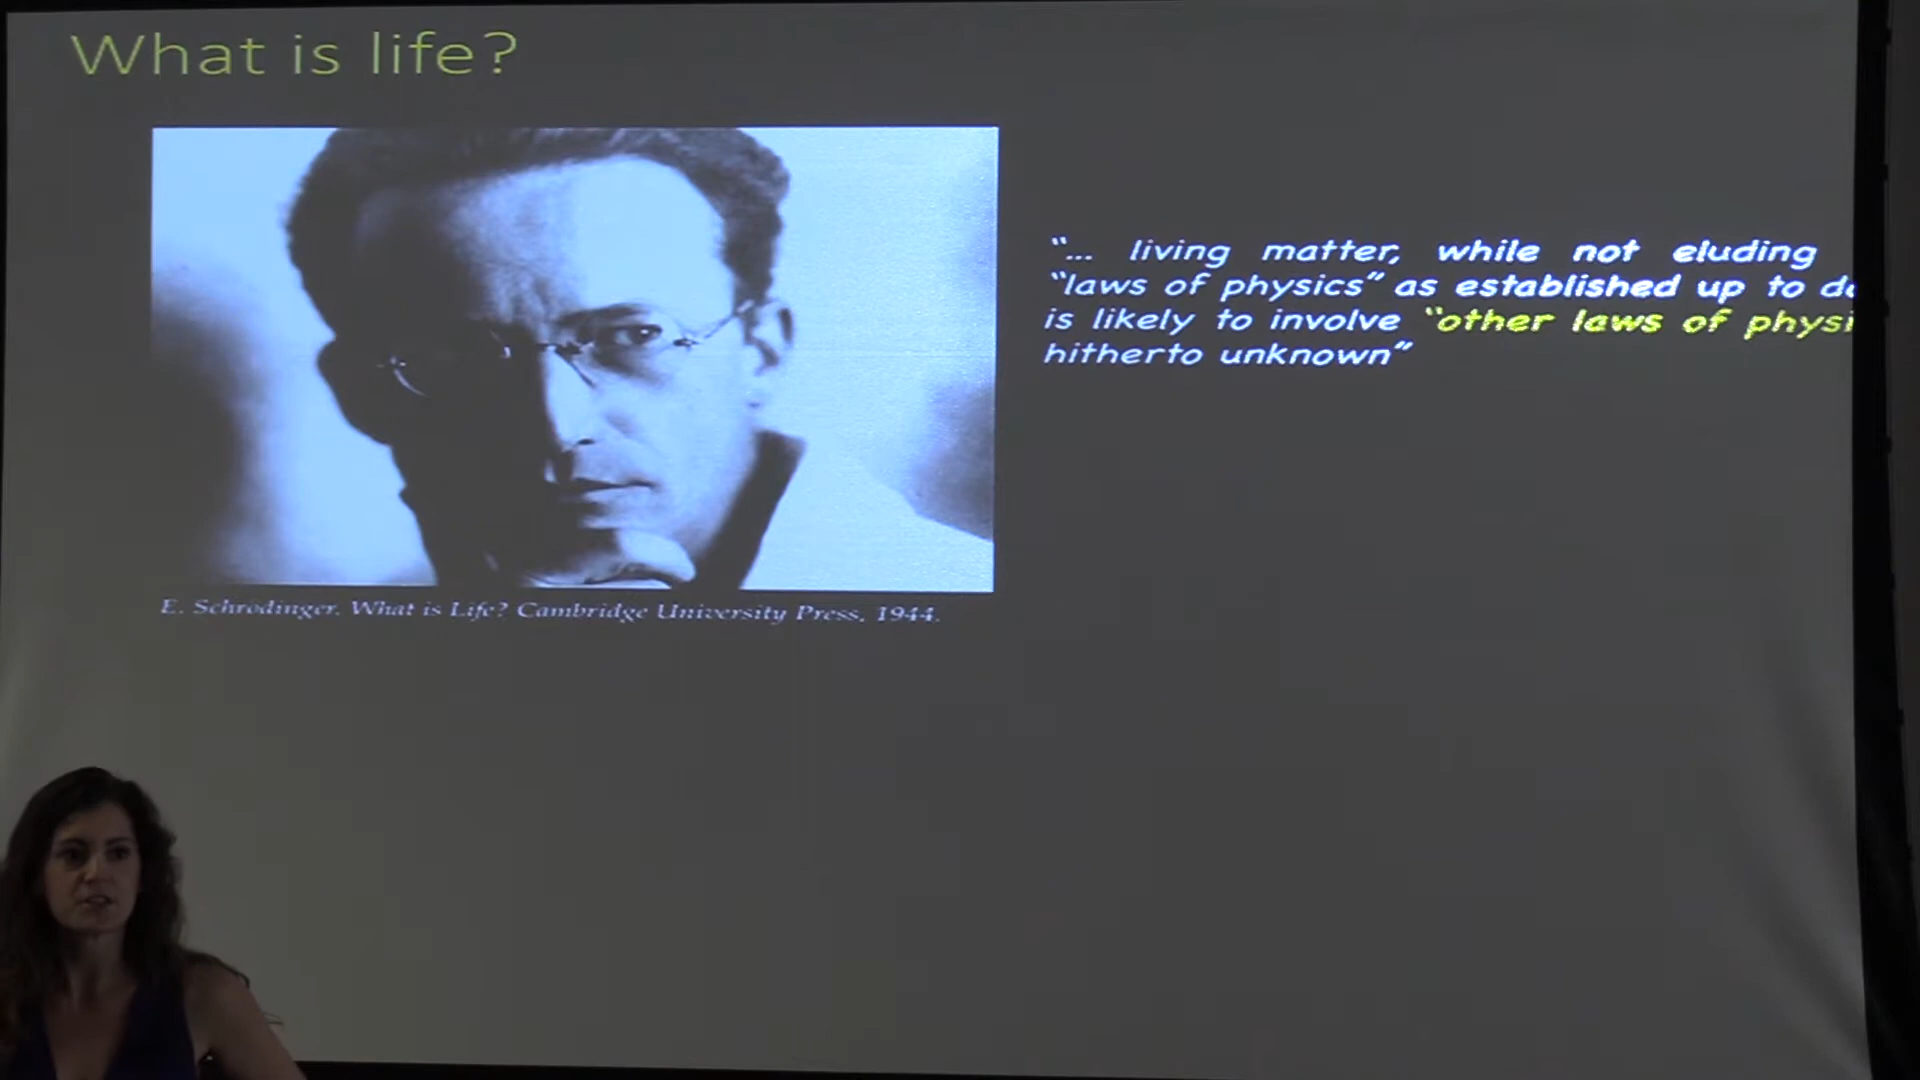 What is life?
"... living matter, while not eluding
"laws of physics" as established up to
is likely to involve "other laws of
hitherto unknown"
E. Schrödinger. What is Life? Cambridge University Press, 1944.